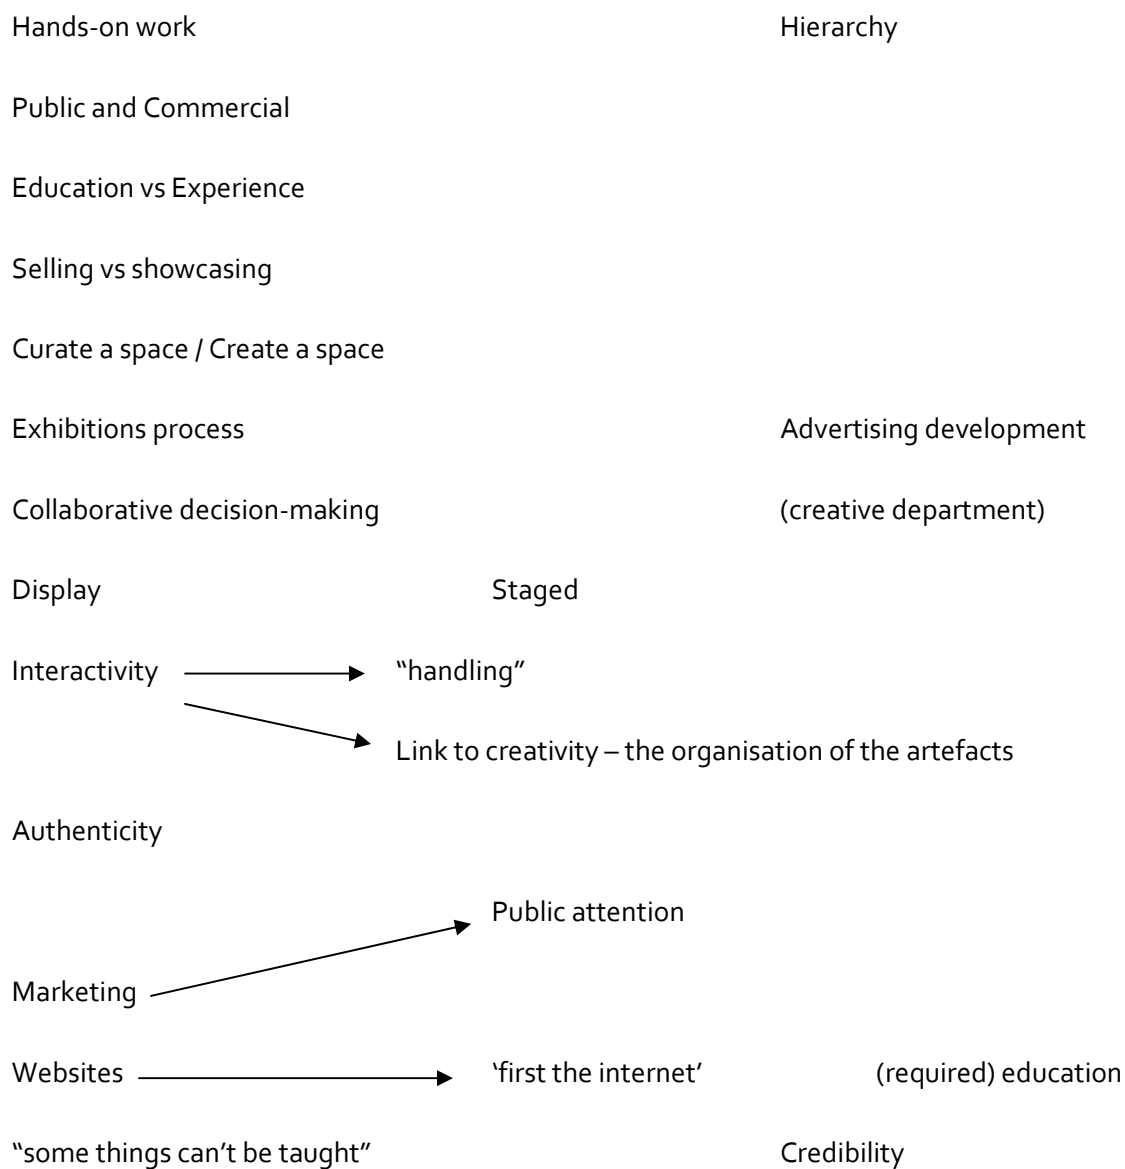 Hands-on work Hierarchy
Public and Commercial
Education vs Experience
Selling vs showcasing
Curate a space / Create a space
Exhibitions process Advertising development
Collaborative decision-making (creative department)
Display Staged
Interactivity “handling”
Link to creativity – the organisation of the artefacts
Authenticity
Public attention
Marketing
Websites ‘first the internet’ (required) education
“some things can’t be taught” Credibility